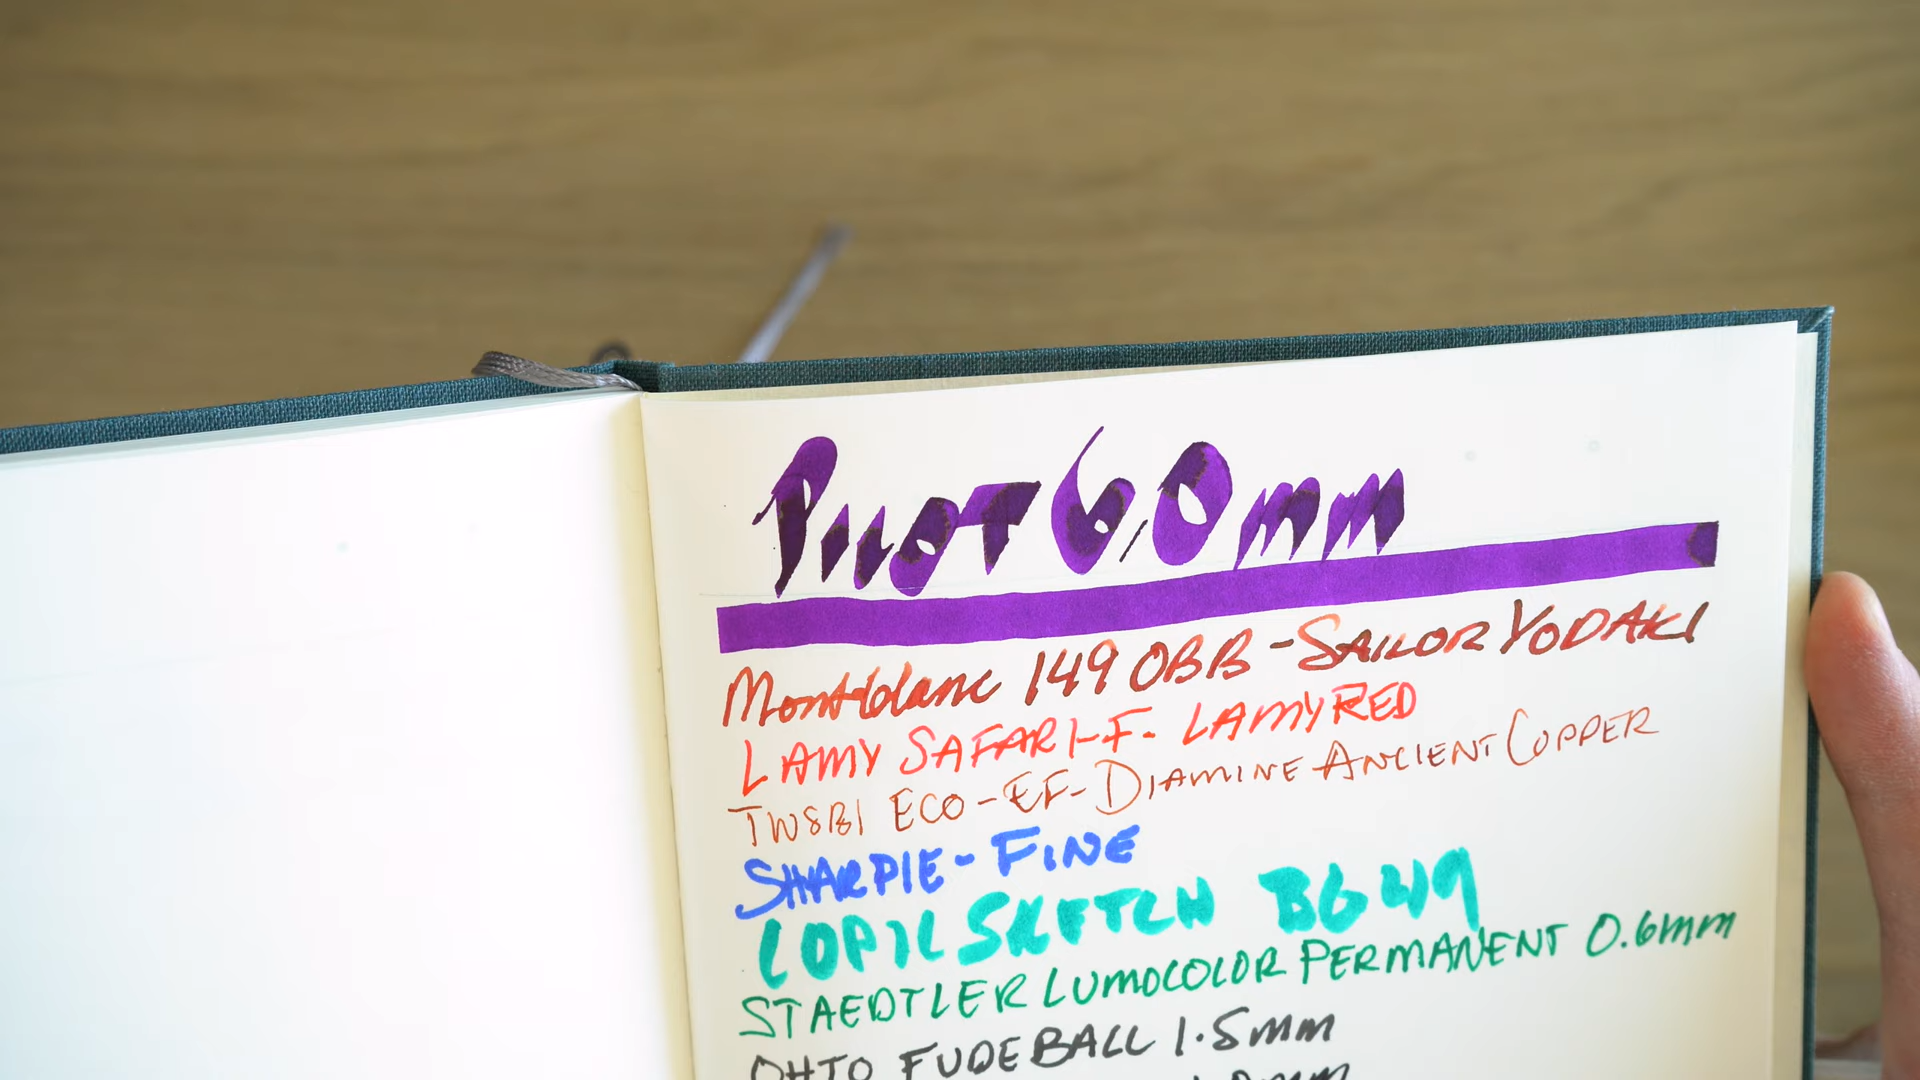 PILOT 6.0mm
Montblanc 149 OBB - SAILOR YODAKI
LAMY SAFARI-F. LAMY RED
TWSBI ECO-EF-DIAMINE ANCIENT COPPER
SHARPIE-FINE
COPIC SKETCH BG49
STAEDTLER LUMOCOLOR PERMANENT 0.6mm
OHTO FUDEBALL 1.5mm